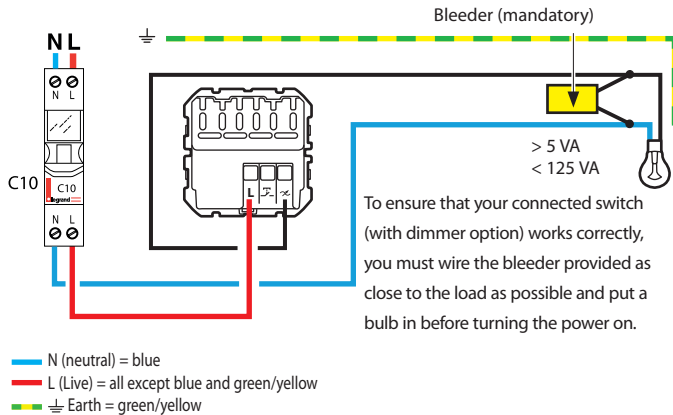 Bleeder (mandatory)
N L
N L
C10
C10
legrand
N L
L
> 5 VA
< 125 VA
To ensure that your connected switch
(with dimmer option) works correctly,
you must wire the bleeder provided as
close to the load as possible and put a
bulb in before turning the power on.
N (neutral) = blue
L (Live) = all except blue and green/yellow
Earth = green/yellow